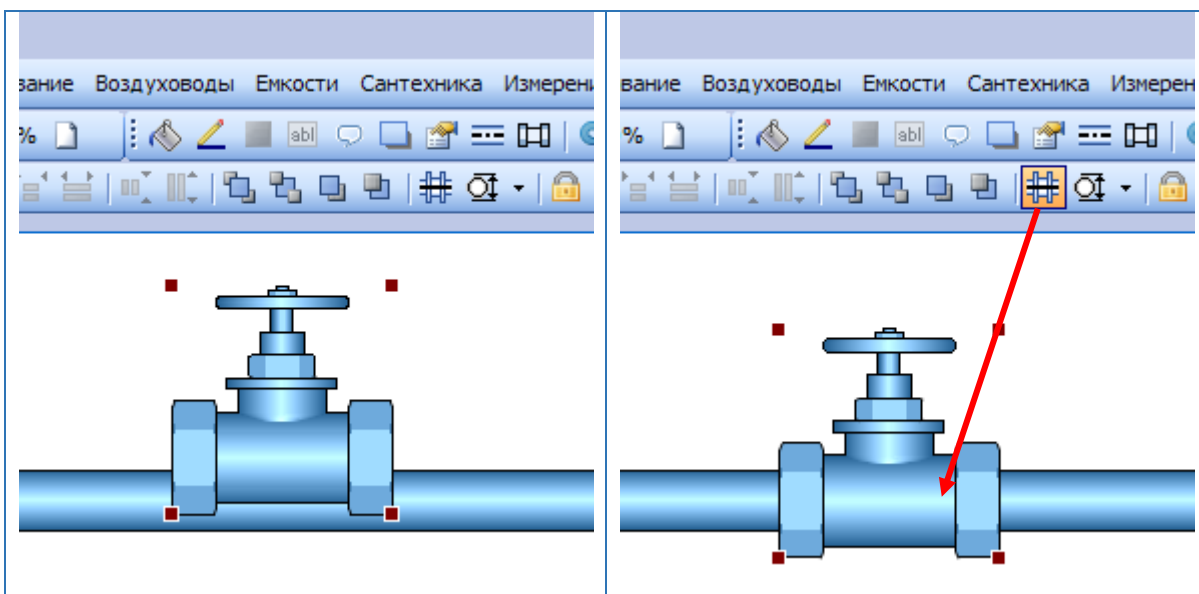 вание Воздуховоды Емкости Сантехника Измерени
% abl
вание Воздуховоды Емкости Сантехника Измерен
% abl